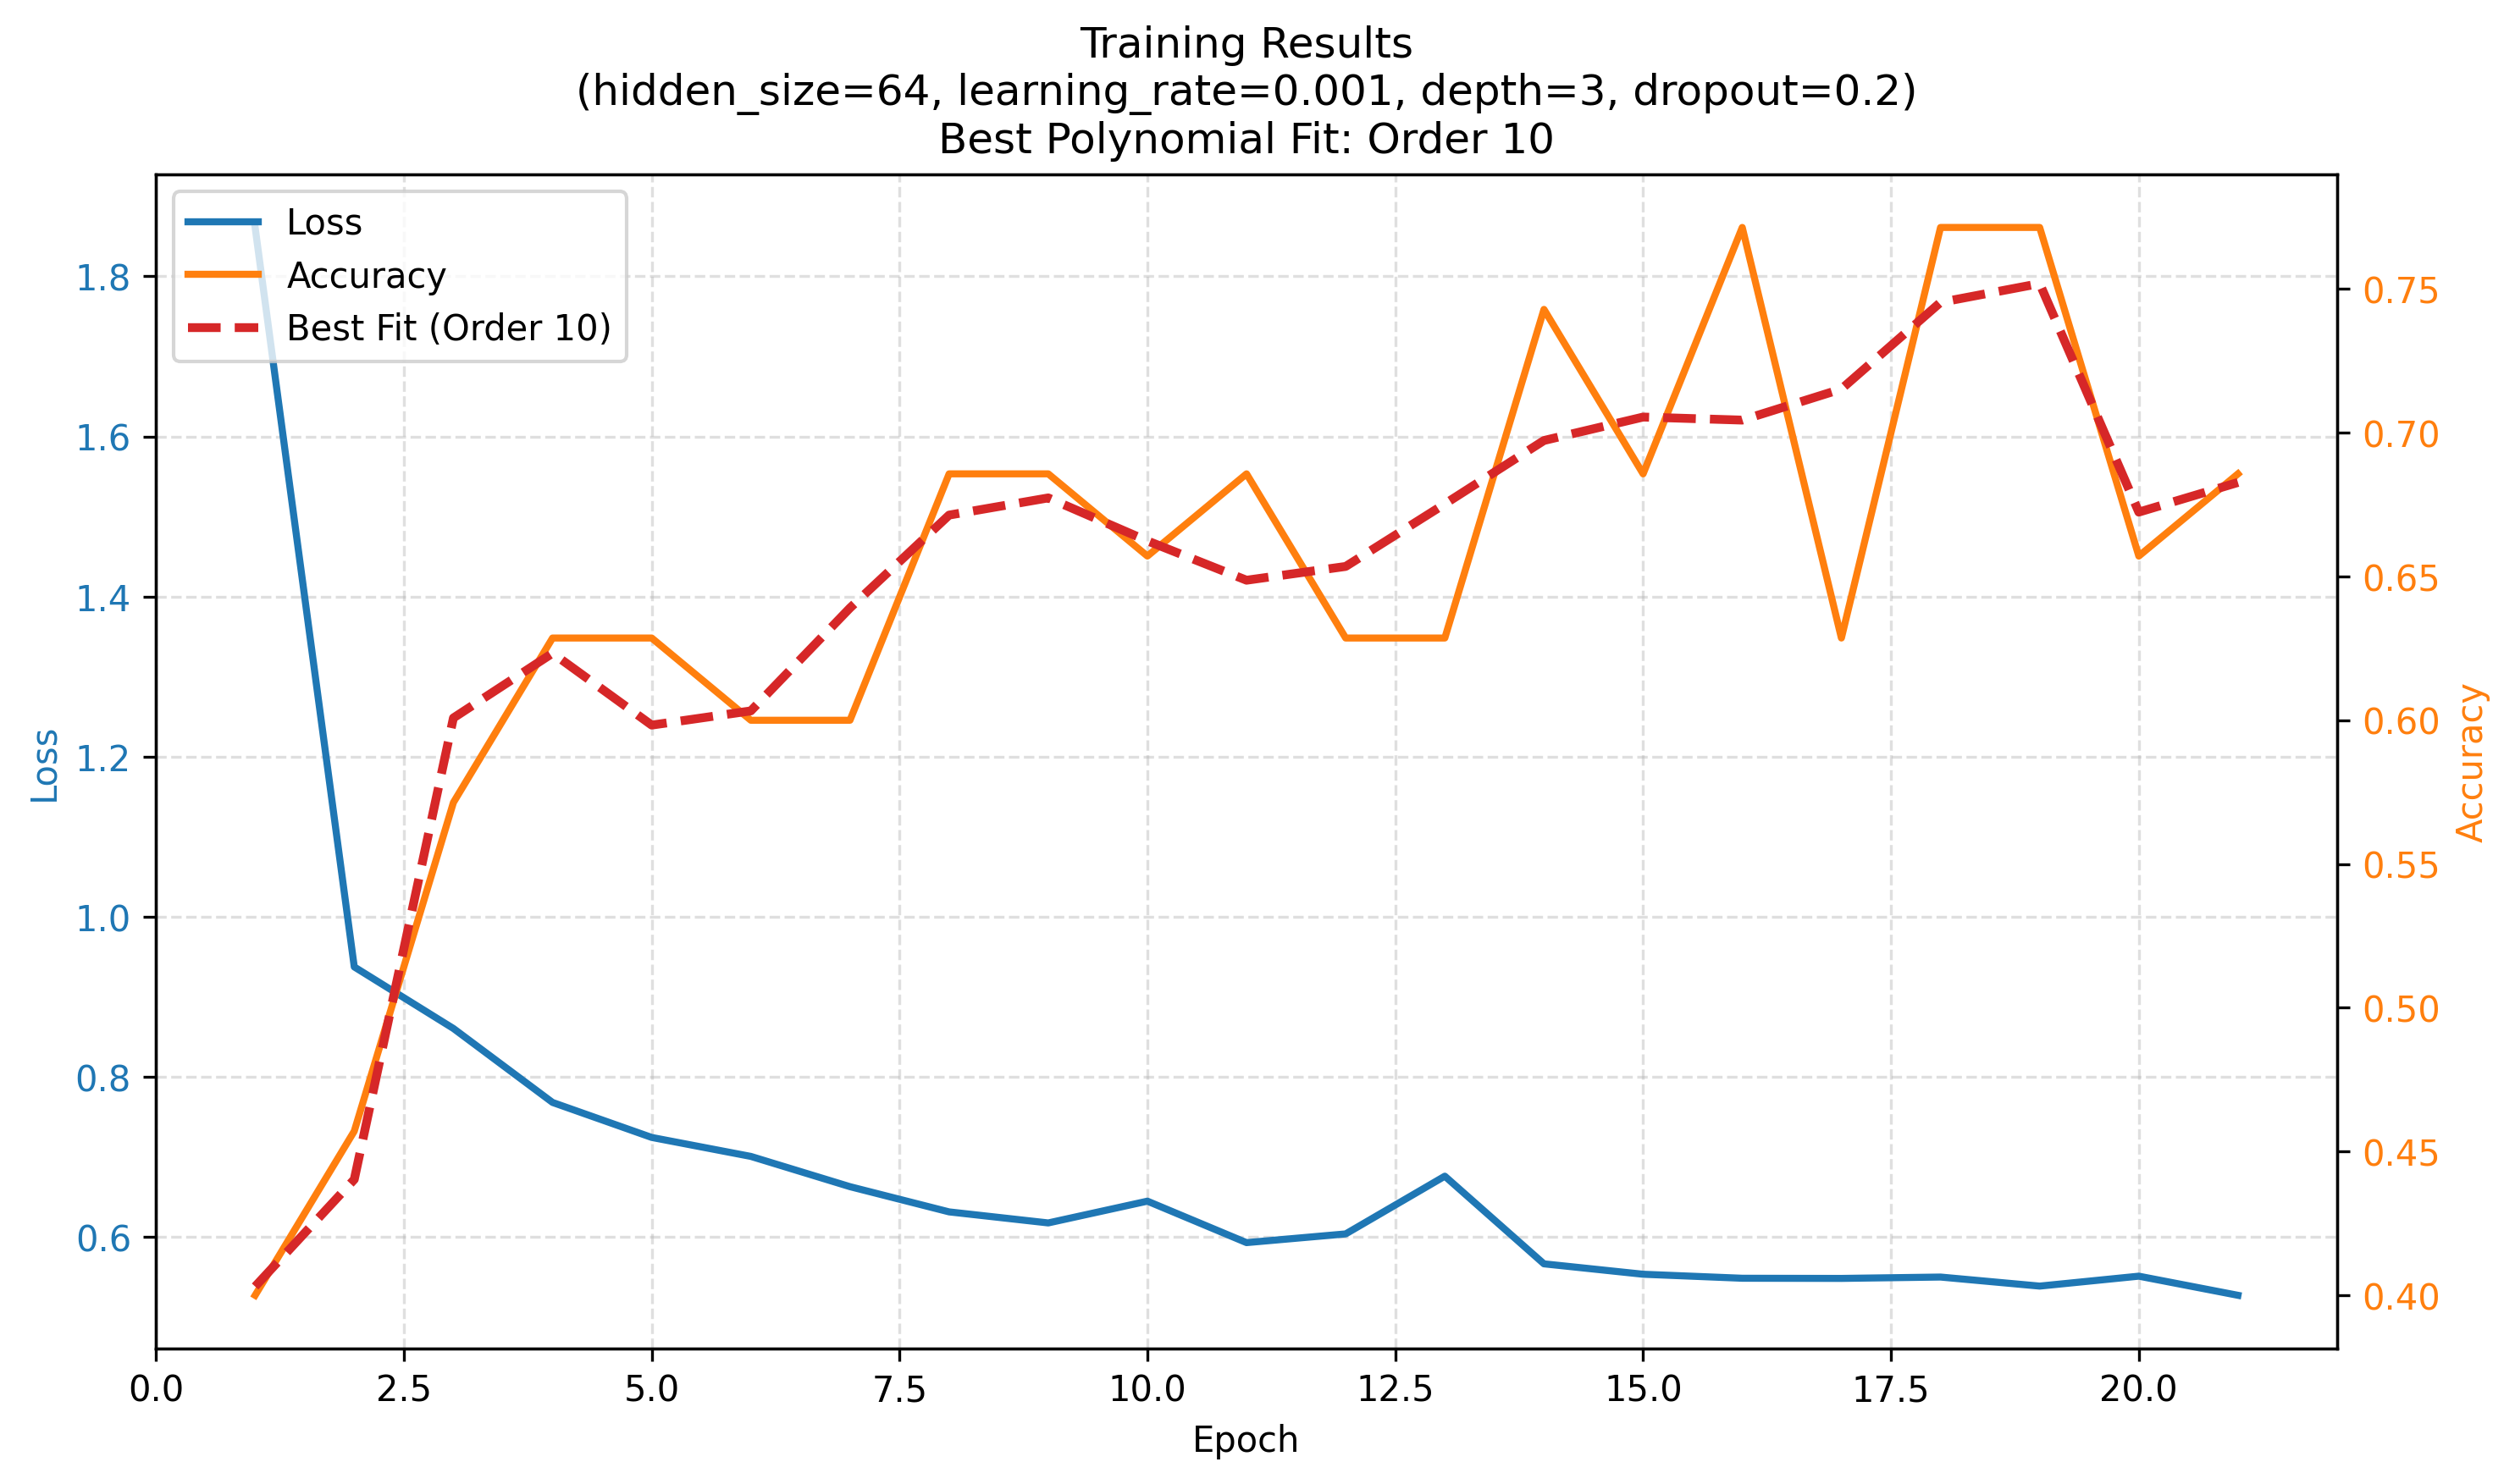 Training Results
(hidden_size=64, learning_rate=0.001, depth=3, dropout=0.2)
Best Polynomial Fit: Order 10
Loss
Accuracy
Best Fit (Order 10)
1.8
1.6
1.4
1.2
1.0
0.8
0.6
Loss
0.75
0.70
0.65
0.60
0.55
0.50
0.45
0.40
Accuracy
0.0 2.5 5.0 7.5 10.0 12.5 15.0 17.5 20.0
Epoch